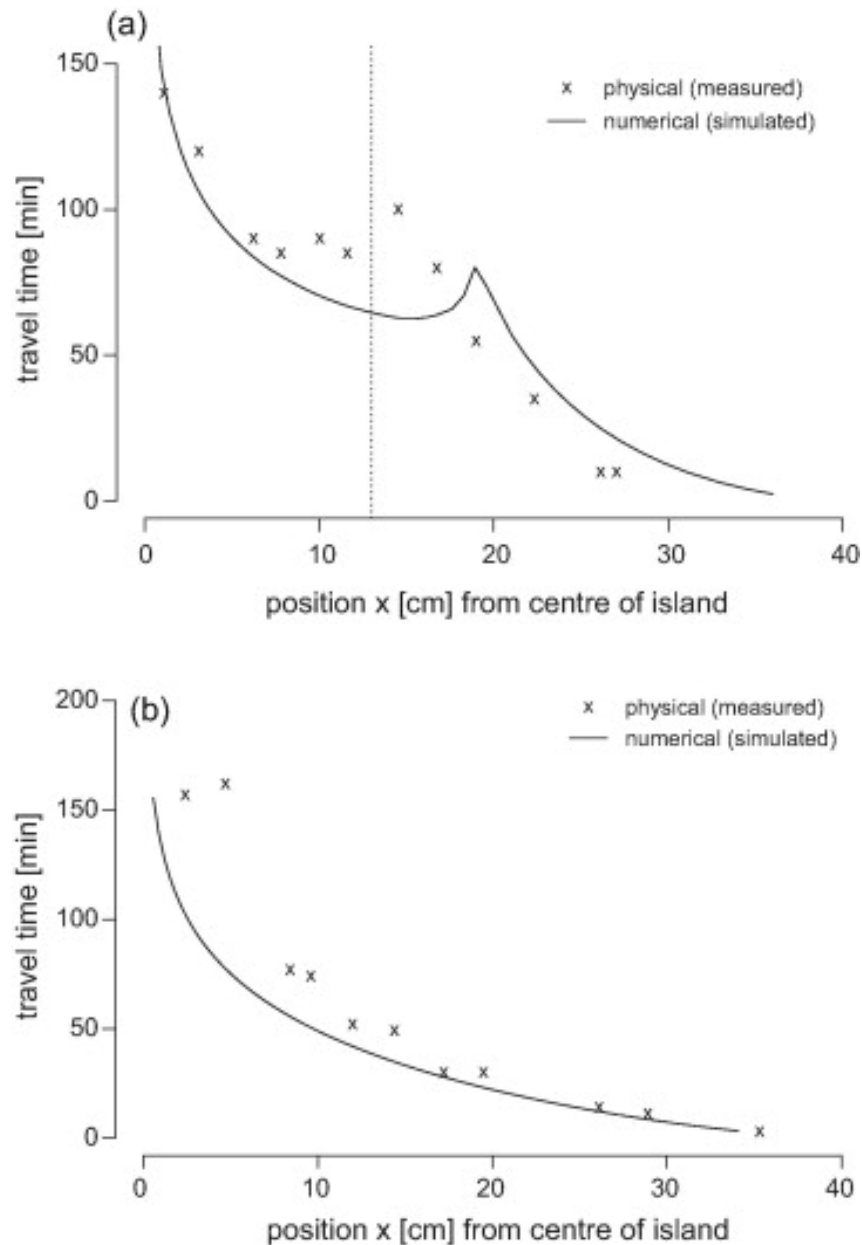 (a)
150
100
50
0
travel time [min]
x physical (measured)
numerical (simulated)
0 10 20 30 40
position x [cm] from centre of island
(b)
200
150
100
50
0
travel time [min]
x physical (measured)
numerical (simulated)
0 10 20 30 40
position x [cm] from centre of island